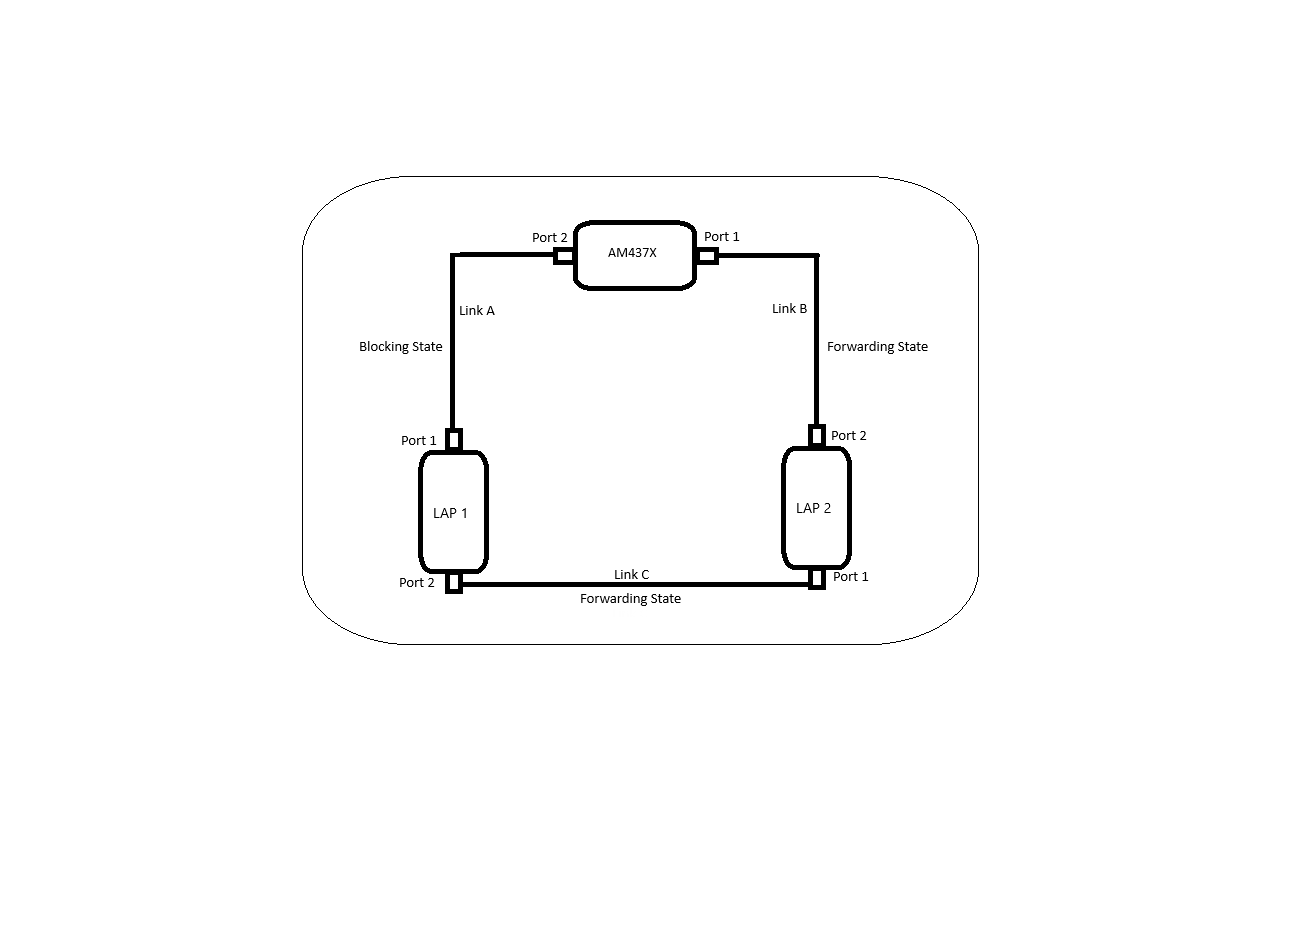 Port 2
Port 1
AM437X
Link A
Link B
Blocking State
Forwarding State
Port 1
Port 2
LAP 1
LAP 2
Port 2
Link C
Port 1
Forwarding State